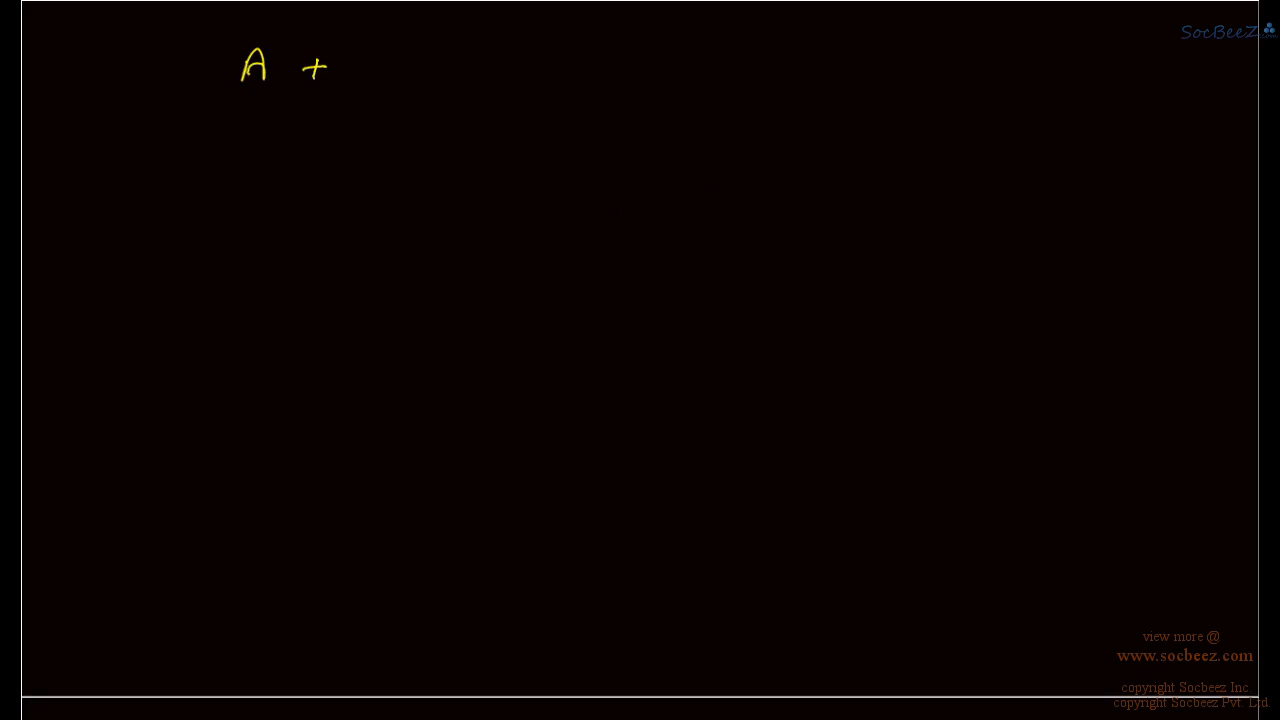 SocBeeZ
A +
view more @
www.socbeez.com
copyright Socbeez Inc.
copyright Socbeez Pvt. Ltd.